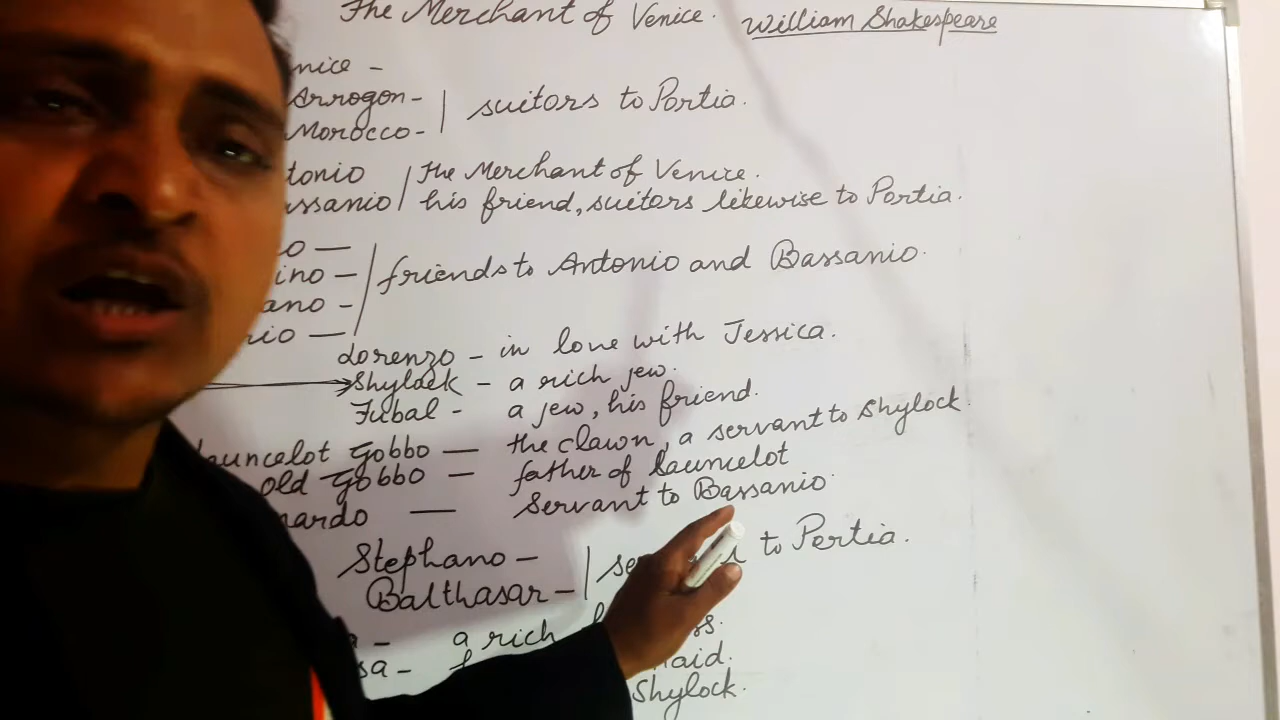 The Merchant of Venice. William Shakespeare
nice -
Arrogon-
Morocco-
suitors to Portia.
tonio The Merchant of Venice.
ssanio his friend, suitors likewise to Portia.
o —
ino —
ano -
rio —
friends to Antonio and Bassanio.
Lorenzo - in love with Jessica.
Shylock - a rich jew.
Tubal - a jew, his friend.
Launcelot Gobbo — the clawn, a servant to Shylock.
old Gobbo — father of Launcelot
nardo — Servant to Bassanio.
Stephano —
Balthasar —
to Portia.
a - a rich
ss.
sa -
maid.
Shylock.